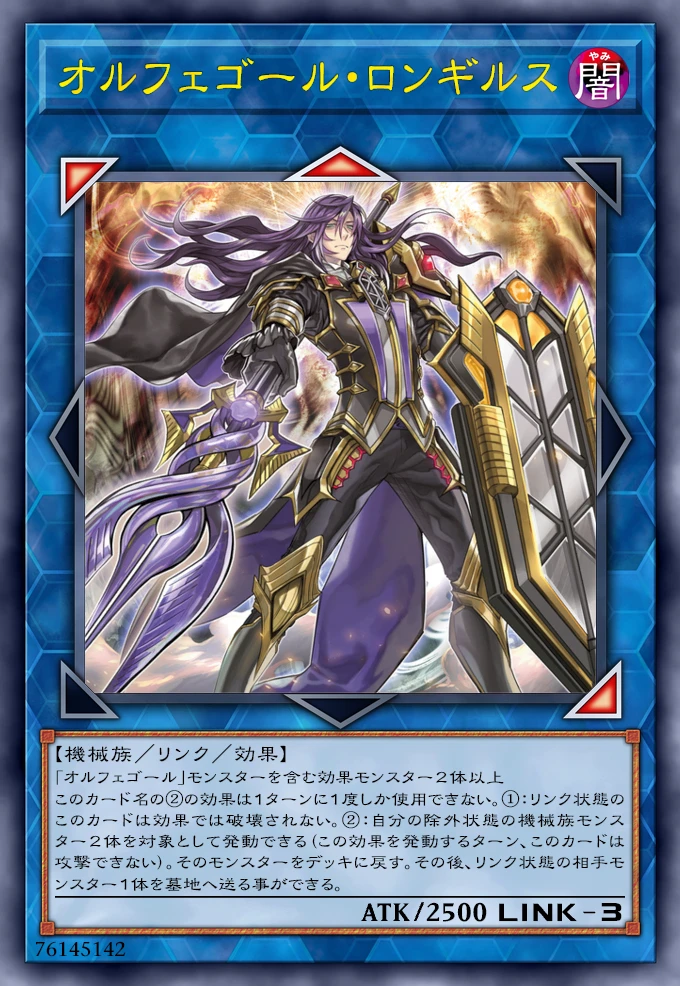 オルフェゴール・ロンギルス
やみ
闇
【機械族／リンク／効果】
「オルフェゴール」モンスターを含む効果モンスター２体以上
このカード名の②の効果は１ターンに１度しか使用できない。①：リンク状態の
このカードは効果では破壊されない。②：自分の除外状態の機械族モンス
ター２体を対象として発動できる（この効果を発動するターン、このカードは
攻撃できない）。そのモンスターをデッキに戻す。その後、リンク状態の相手モ
ンスター１体を墓地へ送る事ができる。
ATK/2500 LINK-3
76145142